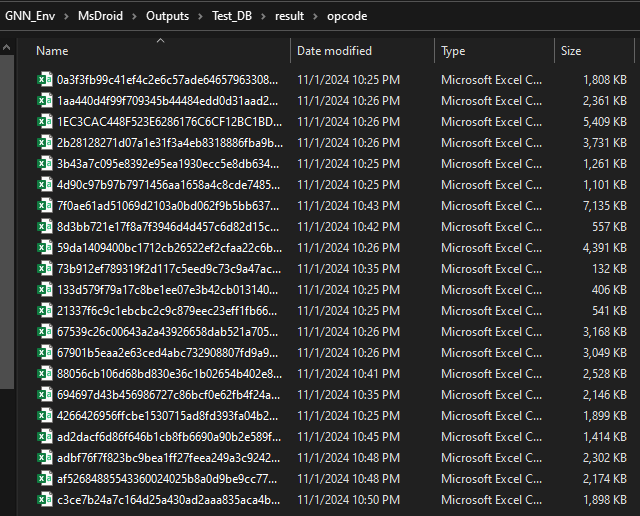 GNN_Env > MsDroid > Outputs > Test_DB > result > opcode
Name Date modified Type Size
0a3f3fb99c41ef4c2e6c57ade64657963308... 11/1/2024 10:25 PM Microsoft Excel C... 1,808 KB
1aa440d4f99f709345b44484edd0d31aad2... 11/1/2024 10:26 PM Microsoft Excel C... 2,361 KB
1EC3CAC448F523E6286176C6CF12BC1BD... 11/1/2024 10:26 PM Microsoft Excel C... 5,409 KB
2b28128271d07a1e31f3a4eb8318886fba9b... 11/1/2024 10:26 PM Microsoft Excel C... 3,731 KB
3b43a7c095e8392e95ea1930ecc5e8db634... 11/1/2024 10:25 PM Microsoft Excel C... 1,261 KB
4d90c97b97b7971456aa1658a4c8cde7485... 11/1/2024 10:25 PM Microsoft Excel C... 1,101 KB
7f0ae61ad51069d2103a0bd062f9b5bb637... 11/1/2024 10:43 PM Microsoft Excel C... 7,135 KB
8d3bb721e17f8a7f3946d4d457c6d82d15c... 11/1/2024 10:42 PM Microsoft Excel C... 557 KB
59da1409400bc1712cb26522ef2cfaa22c6b... 11/1/2024 10:26 PM Microsoft Excel C... 4,391 KB
73b912ef789319f2d117c5eed9c73c9a47ac... 11/1/2024 10:35 PM Microsoft Excel C... 132 KB
133d579f79a17c8be1ee07e3b42cb013140... 11/1/2024 10:25 PM Microsoft Excel C... 406 KB
21337f6c9c1ebcbc2c9c879eec23eff1fb66... 11/1/2024 10:25 PM Microsoft Excel C... 541 KB
67539c26c00643a2a43926658dab521a705... 11/1/2024 10:26 PM Microsoft Excel C... 3,168 KB
67901b5eaa2e63ced4abc732908807fd9a9... 11/1/2024 10:26 PM Microsoft Excel C... 3,049 KB
88056cb106d68bd830e36c1b02654b402e8... 11/1/2024 10:41 PM Microsoft Excel C... 2,528 KB
694697d43b456986727c86bcf0e62fb4f24a... 11/1/2024 10:35 PM Microsoft Excel C... 2,146 KB
4266426956ffcbe1530715ad8fd393fa04b2... 11/1/2024 10:25 PM Microsoft Excel C... 1,899 KB
ad2dacf6d86f646b1cb8fb6690a90b2e589f... 11/1/2024 10:45 PM Microsoft Excel C... 1,414 KB
adbf76f7f823bc9bea1ff27feea249a3c9242... 11/1/2024 10:48 PM Microsoft Excel C... 2,302 KB
af52684885543360024025b8a0d9be9cc77... 11/1/2024 10:48 PM Microsoft Excel C... 2,174 KB
c3ce7b24a7c164d25a430ad2aaa835aca4b... 11/1/2024 10:50 PM Microsoft Excel C... 1,898 KB